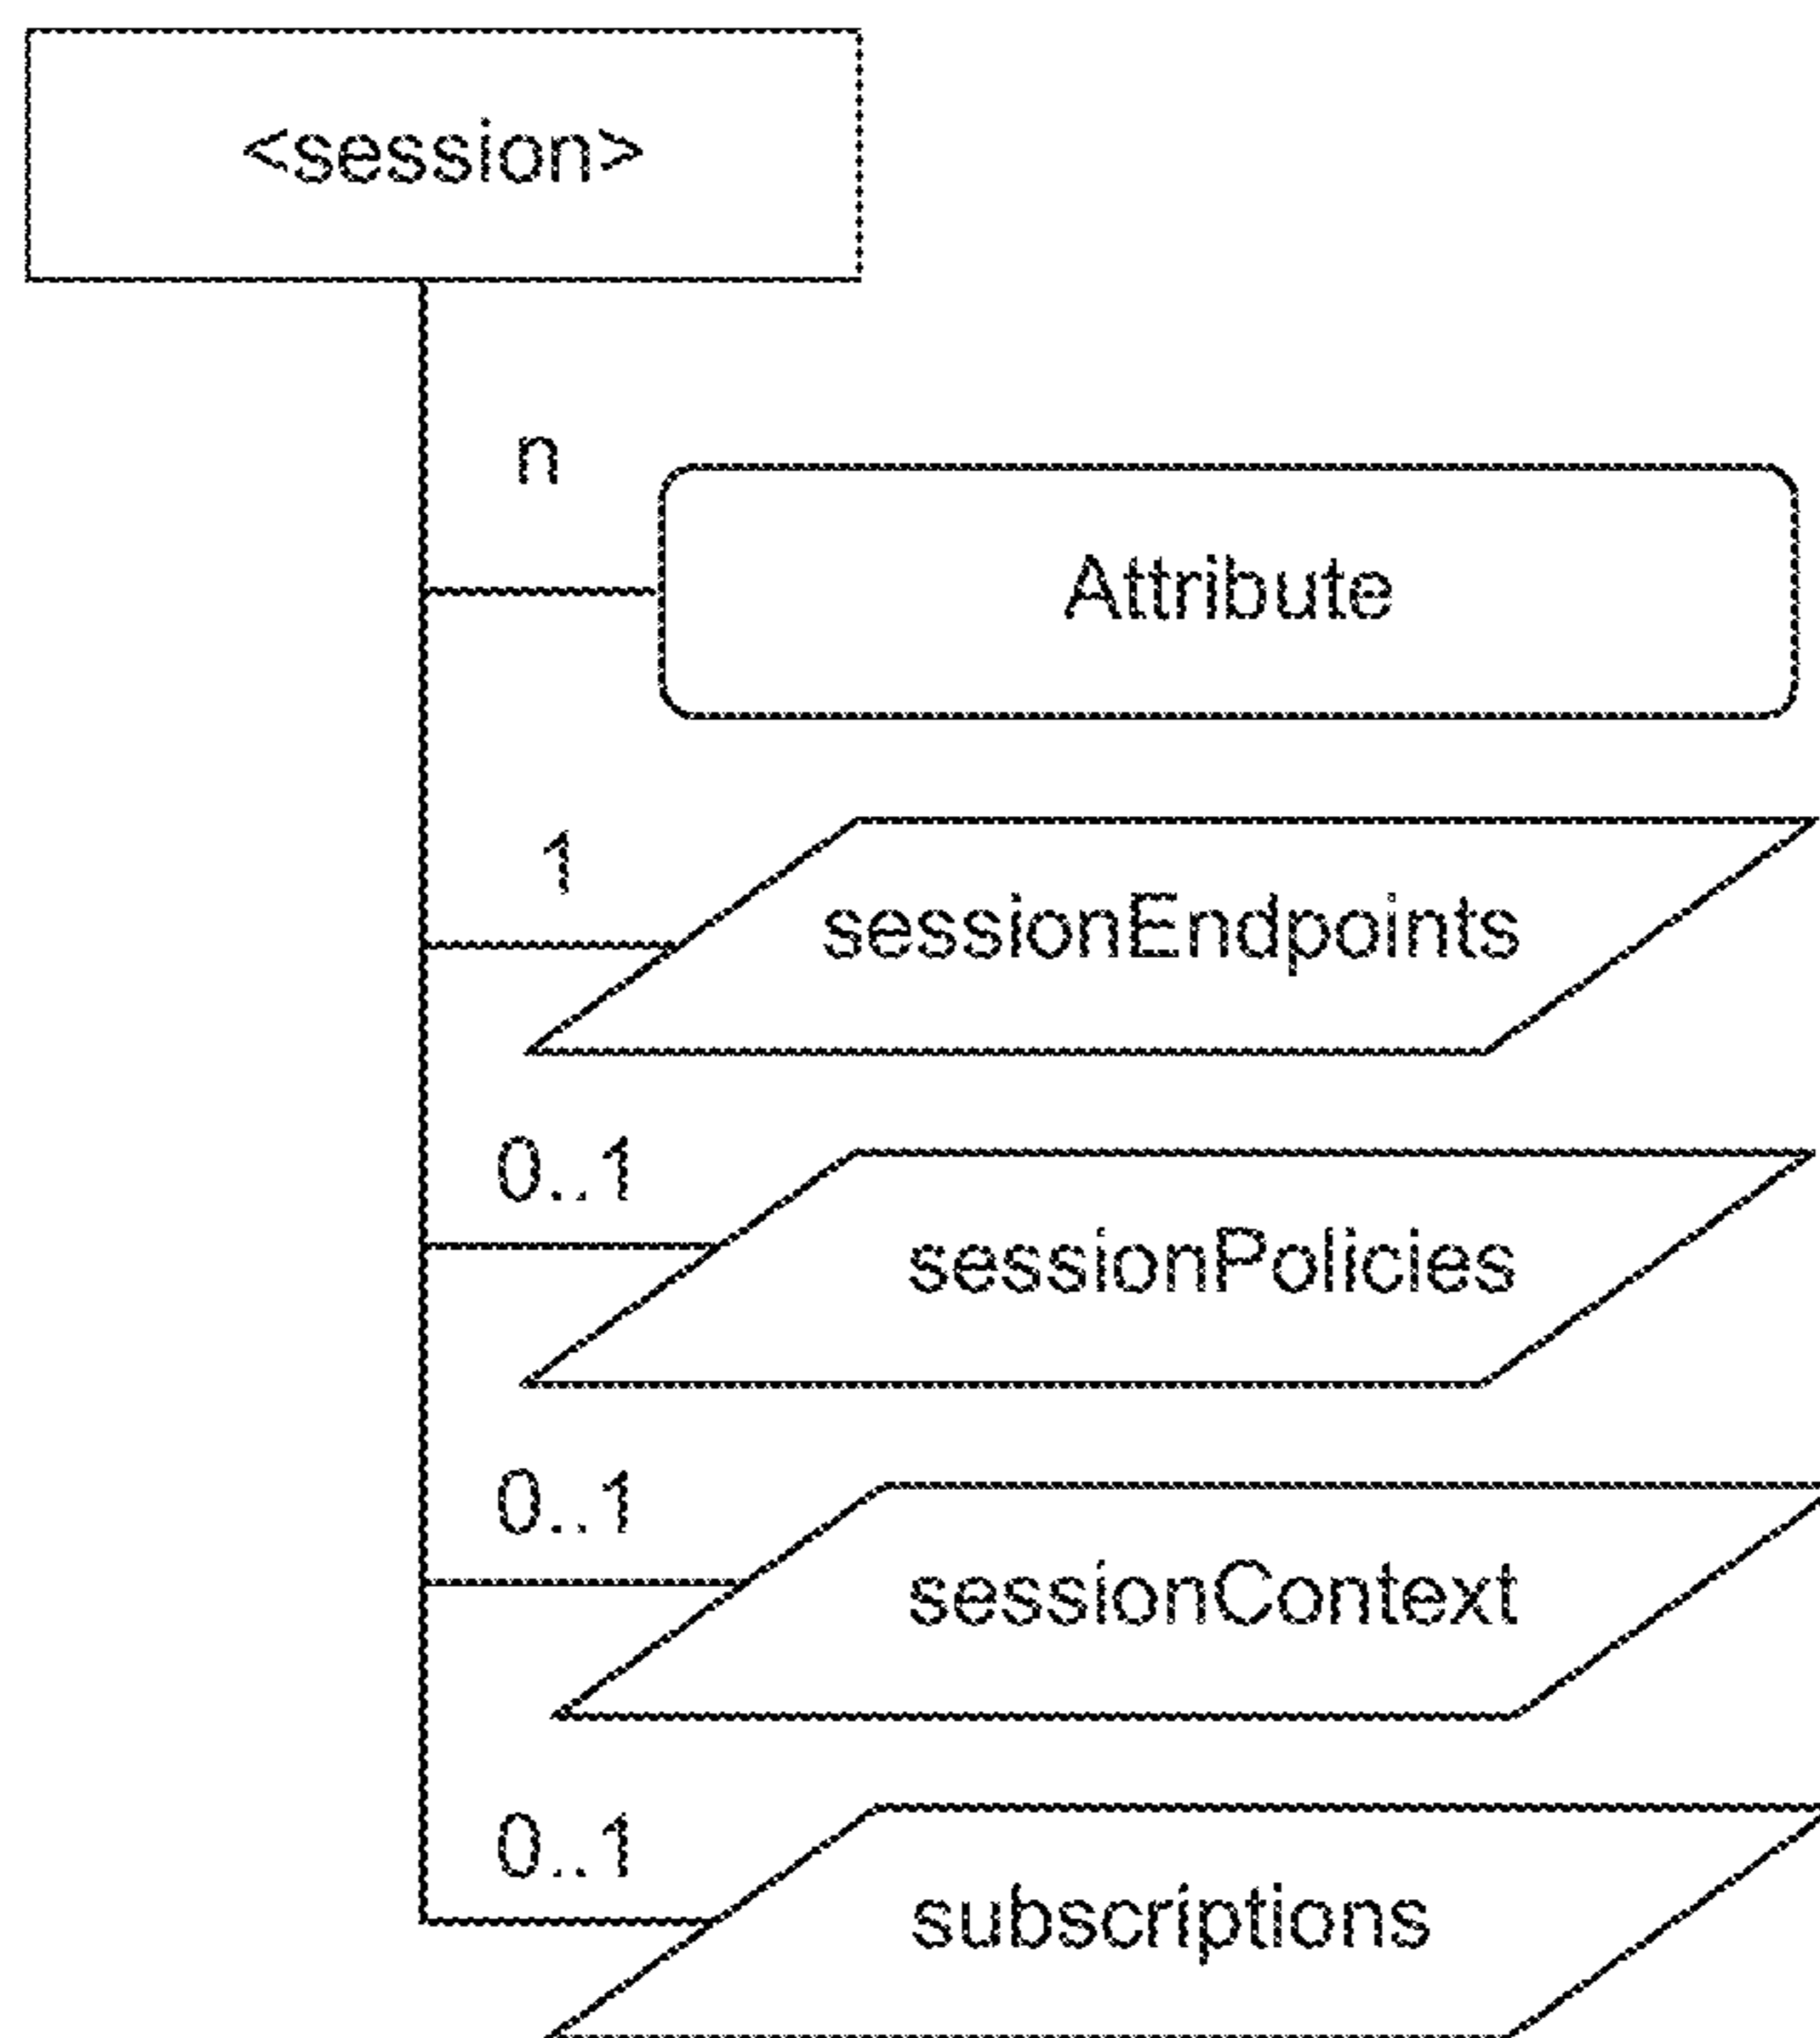 <session>
n
Attribute
1
sessionEndpoints
0..1
sessionPolicies
0..1
sessionContext
0..1
subscriptions